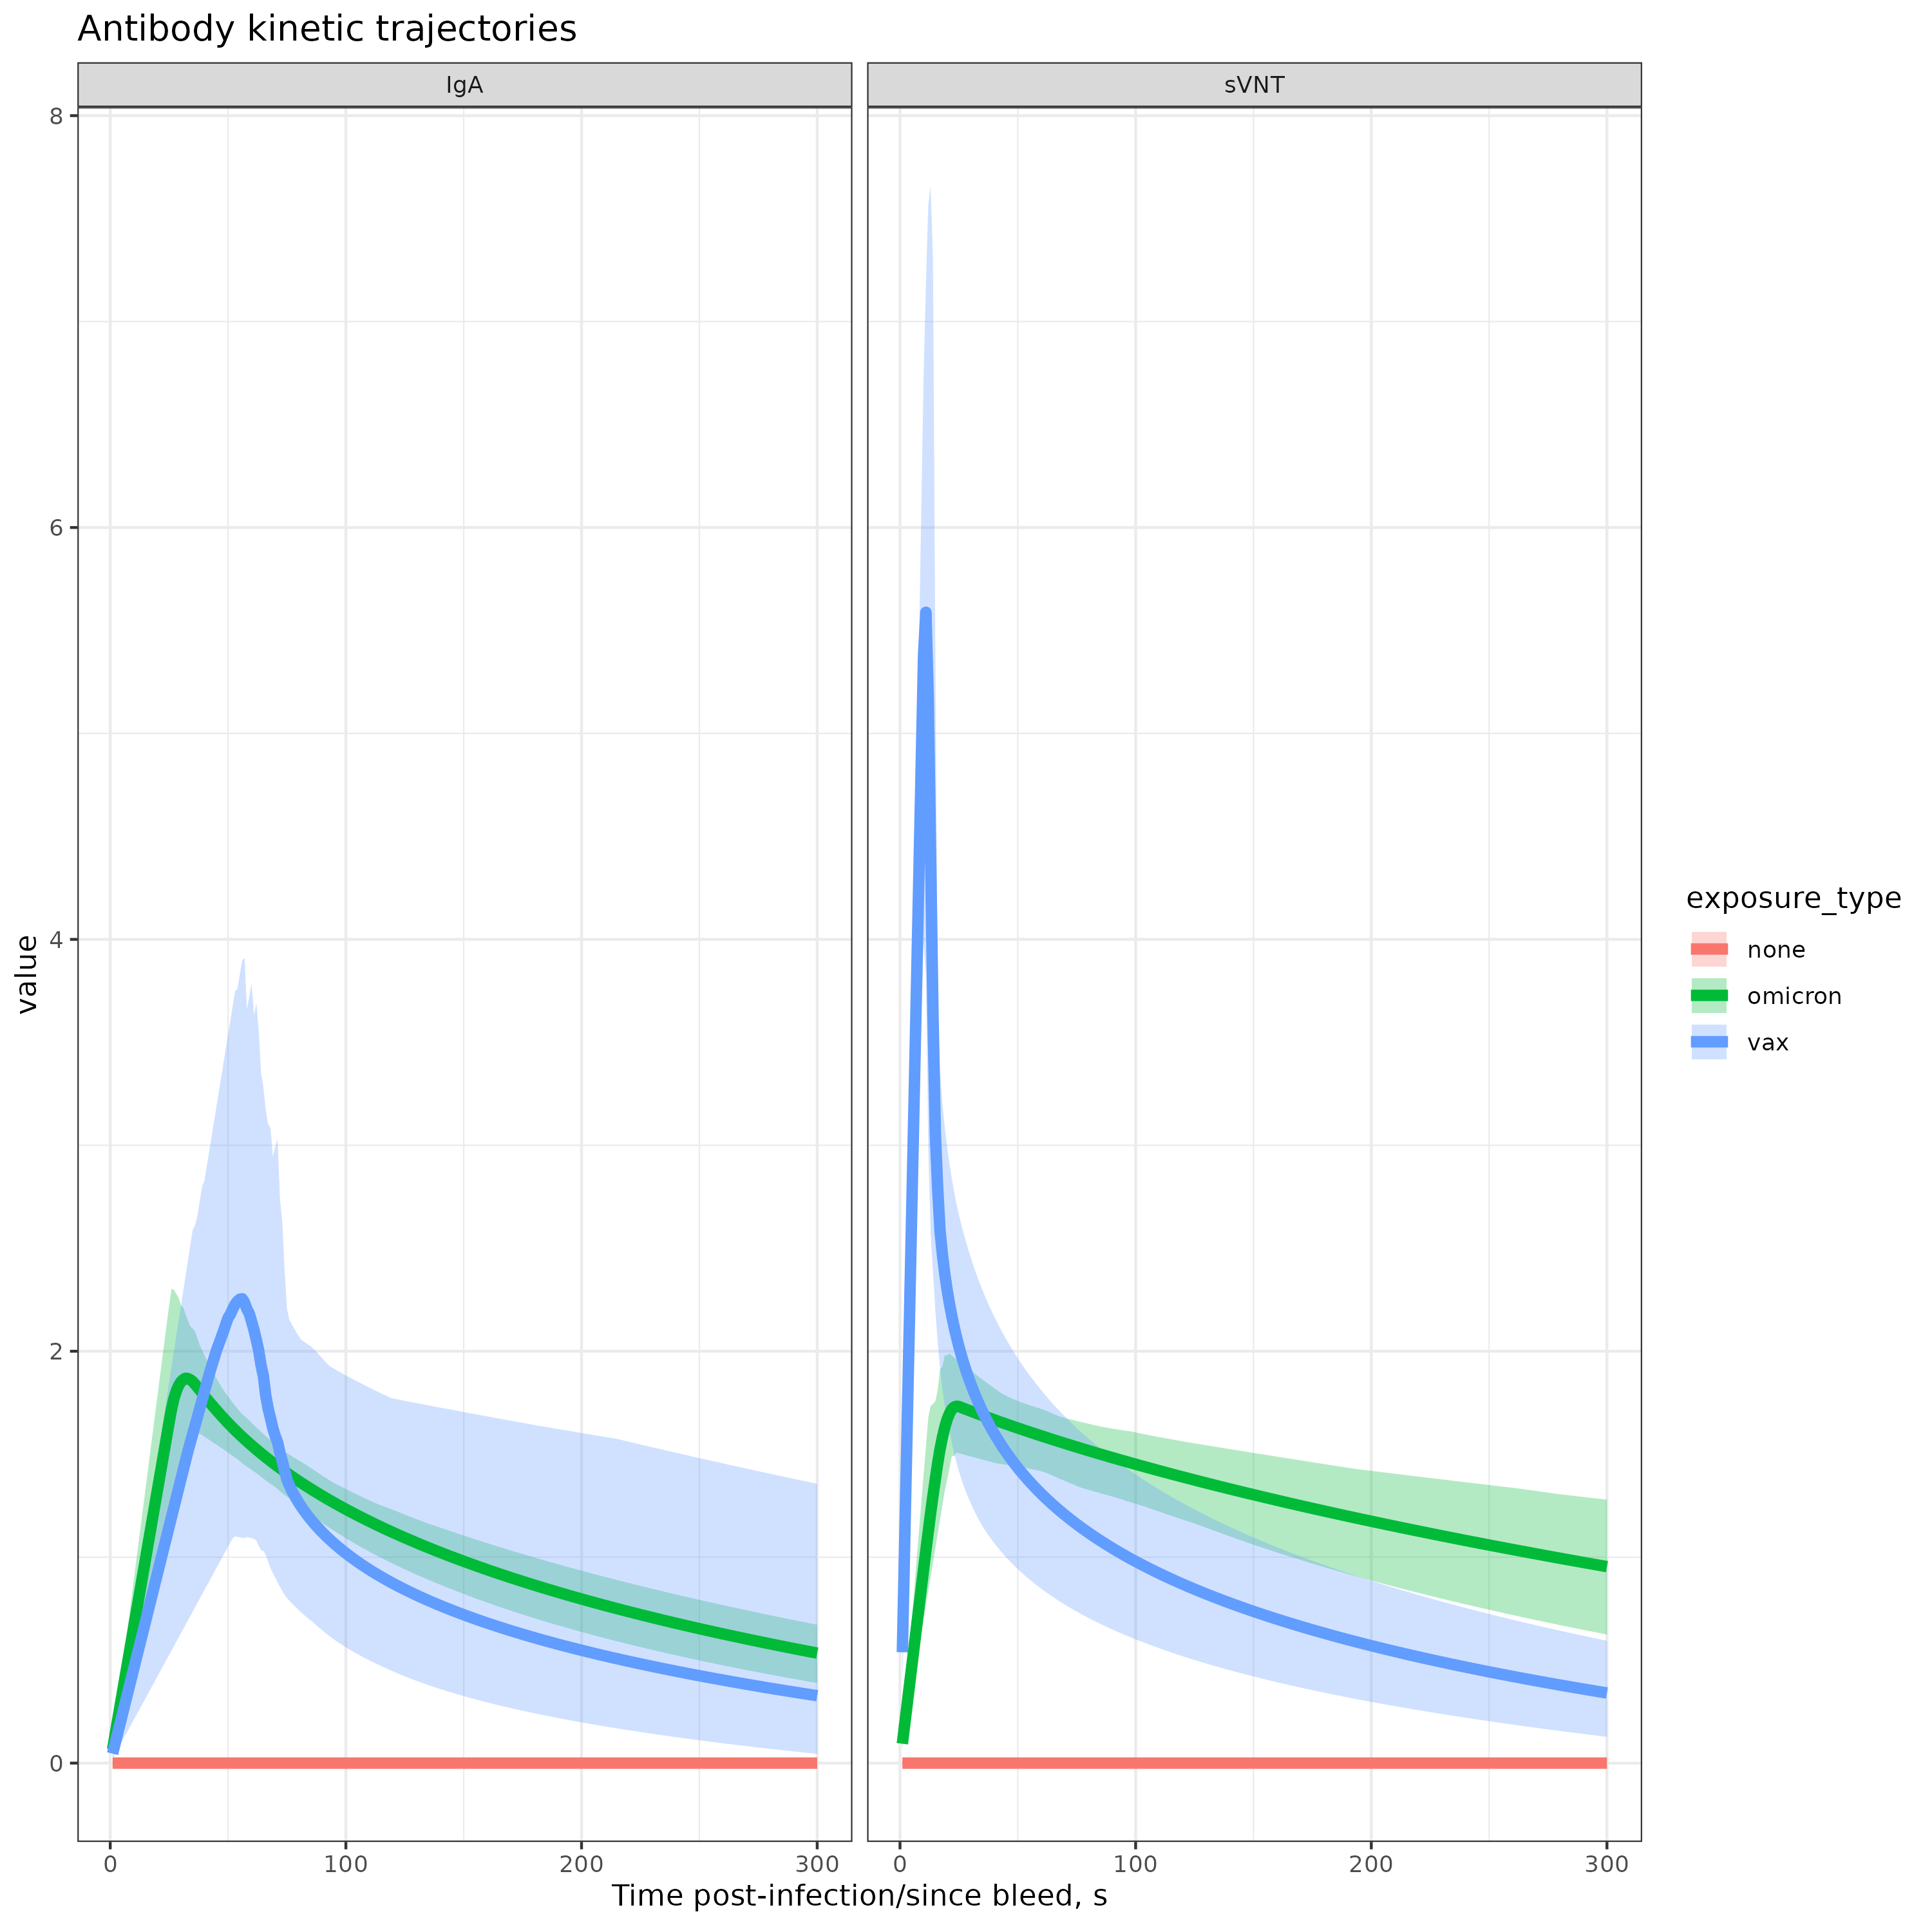 Antibody kinetic trajectories
IgA
sVNT
8
6
4
2
0
value
0
100
200
300
0
100
200
300
Time post-infection/since bleed, s
exposure_type
none
omicron
vax